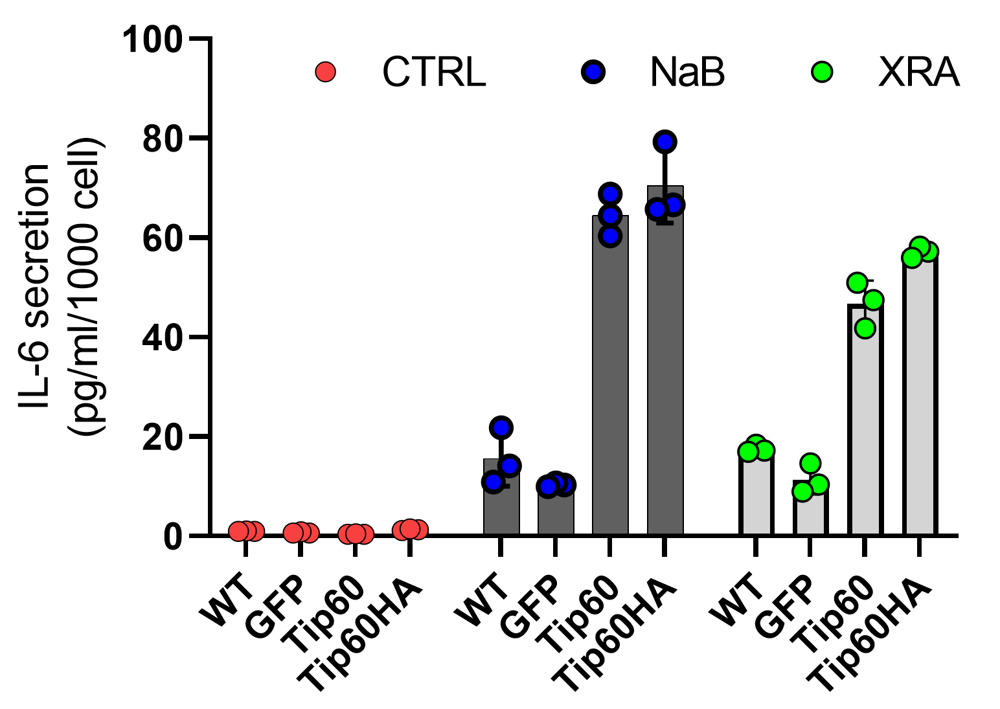 100
80
60
40
20
0
IL-6 secretion
(pg/ml/1000 cell)
CTRL NaB XRA
WT GFP Tip60 Tip60HA WT GFP Tip60 Tip60HA WT GFP Tip60 Tip60HA